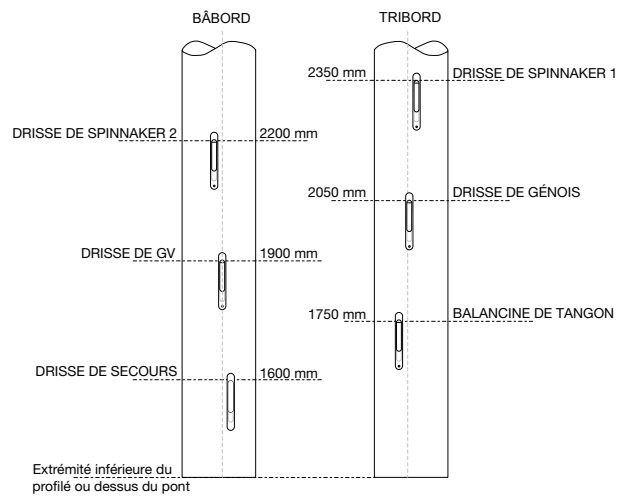 BÂBORD
TRIBORD
2350 mm
DRISSE DE SPINNAKER 1
DRISSE DE SPINNAKER 2
2200 mm
2050 mm
DRISSE DE GÉNOIS
DRISSE DE GV
1900 mm
1750 mm
BALANCINE DE TANGON
DRISSE DE SECOURS
1600 mm
Extrémité inférieure du
profilé ou dessus du pont